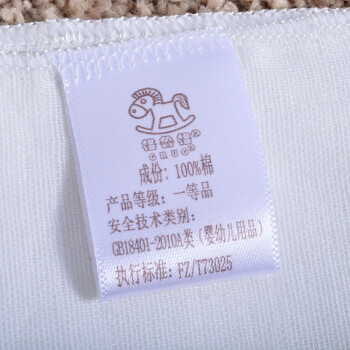 GRUGE
成份：100%棉
产品等级：一等品
安全技术类别：
GB18401-2010A类（婴幼儿用品）
执行标准：FZ/T73025